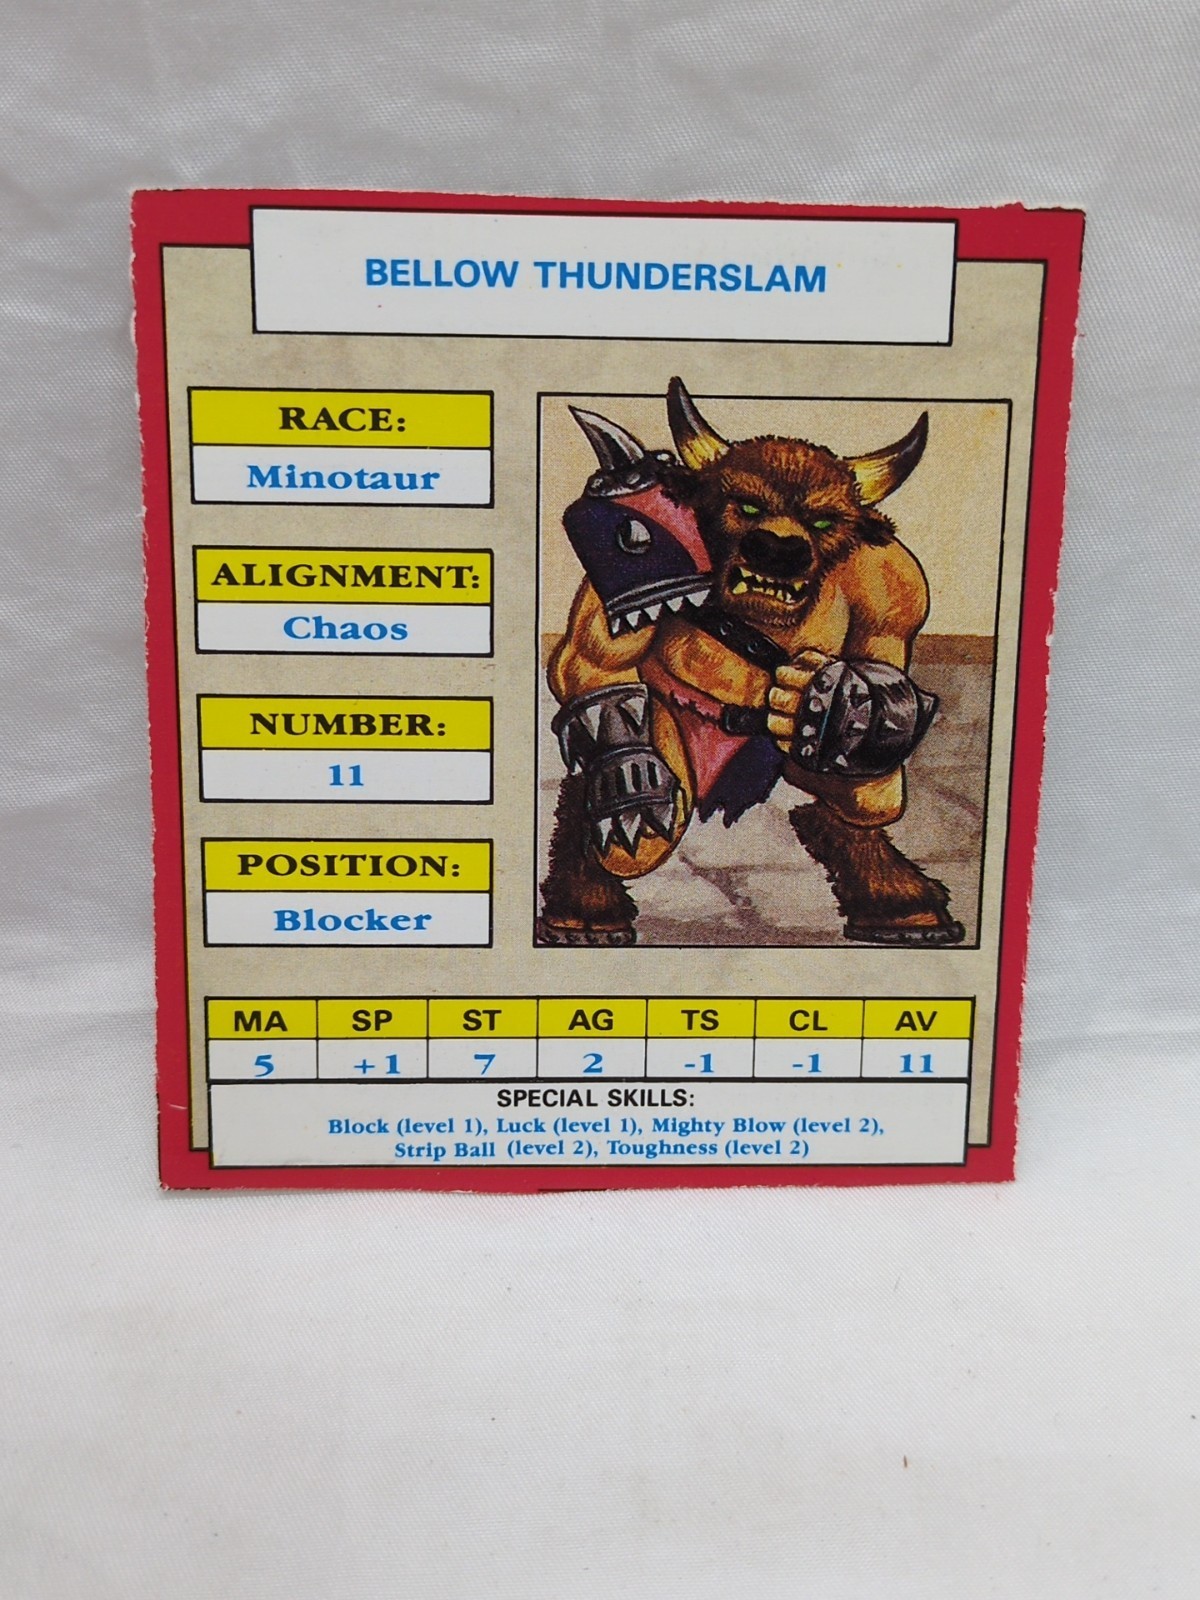 BELLOW THUNDERSLAM
RACE:
Minotaur
ALIGNMENT:
Chaos
NUMBER:
11
POSITION:
Blocker
MA SP ST AG TS CL AV
5 +1 7 2 -1 -1 11
SPECIAL SKILLS:
Block (level 1), Luck (level 1), Mighty Blow (level 2),
Strip Ball (level 2), Toughness (level 2)